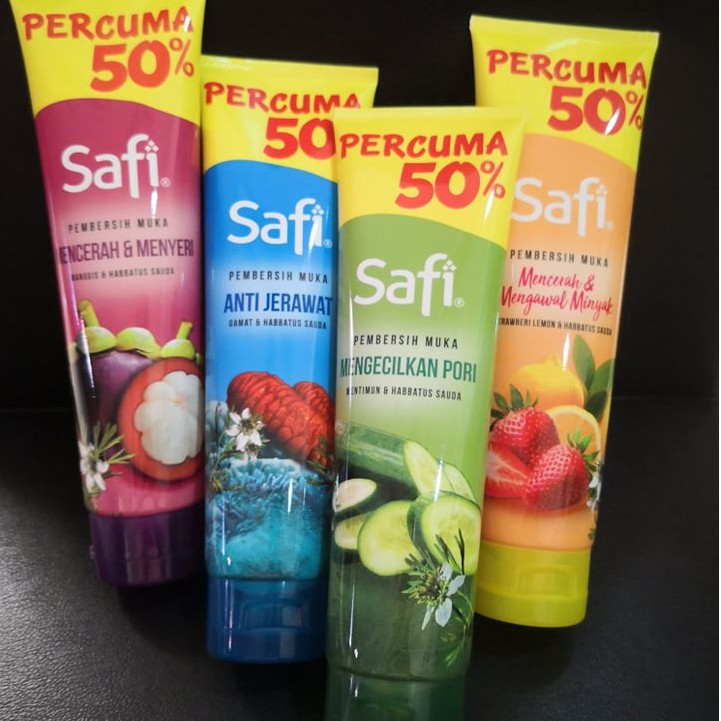 PERCUMA
50%
Safi®
PEMBERSIH MUKA
MENCERAH & MENYERI
MANGGIS & HABBATUS SAUDA
PERCUMA
50
Safi®
PEMBERSIH MUKA
ANTI JERAWAT
GAMAT & HABBATUS SAUDA
PERCUMA
50%
Safi®
PEMBERSIH MUKA
MENGECILKAN PORI
MENTIMUN & HABBATUS SAUDA
PERCUMA
50%
Safi®
PEMBERSIH MUKA
Mencerah &
Mengawal Minyak
STRAWBERI LEMON & HABBATUS SAUDA